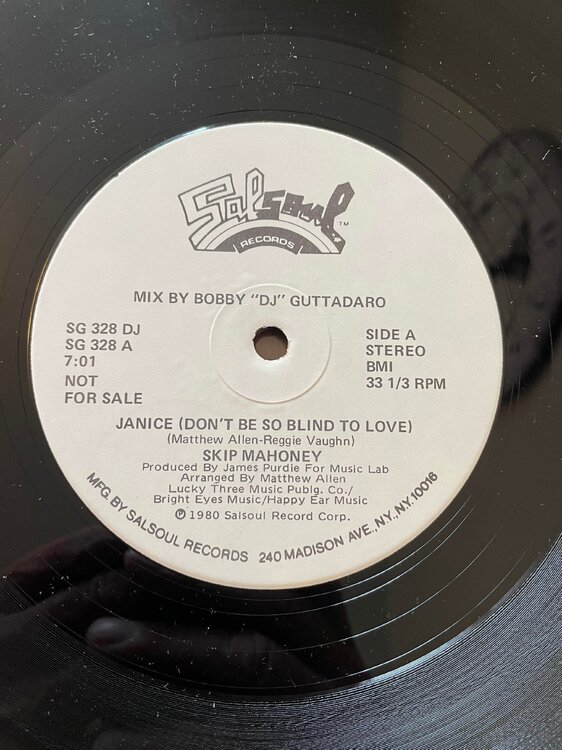 Salsoul TM
RECORDS
MIX BY BOBBY "DJ" GUTTADARO
SG 328 DJ
SG 328 A
7:01
NOT
FOR SALE
SIDE A
STEREO
BMI
33 1/3 RPM
JANICE (DON'T BE SO BLIND TO LOVE)
(Matthew Allen-Reggie Vaughn)
SKIP MAHONEY
Produced By James Purdie For Music Lab
Arranged By Matthew Allen
Lucky Three Music Publg. Co./
Bright Eyes Music/Happy Ear Music
℗ 1980 Salsoul Record Corp.
MFG. BY SALSOUL RECORDS 240 MADISON AVE., NY., NY. 10016